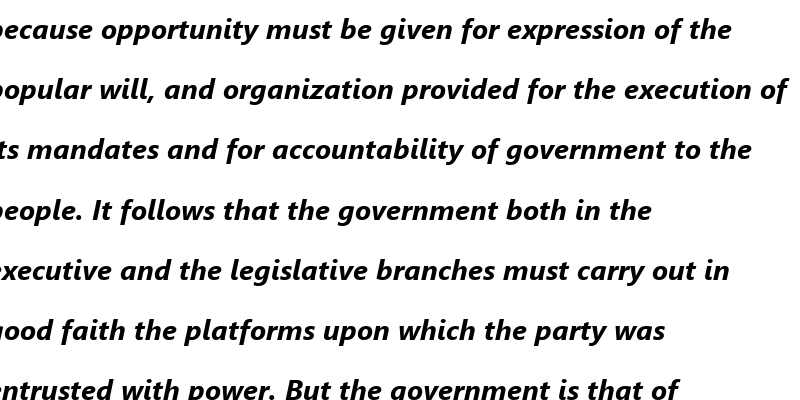 because opportunity must be given for expression of the
popular will, and organization provided for the execution of
its mandates and for accountability of government to the
people. It follows that the government both in the
executive and the legislative branches must carry out in
good faith the platforms upon which the party was
entrusted with power. But the government is that of